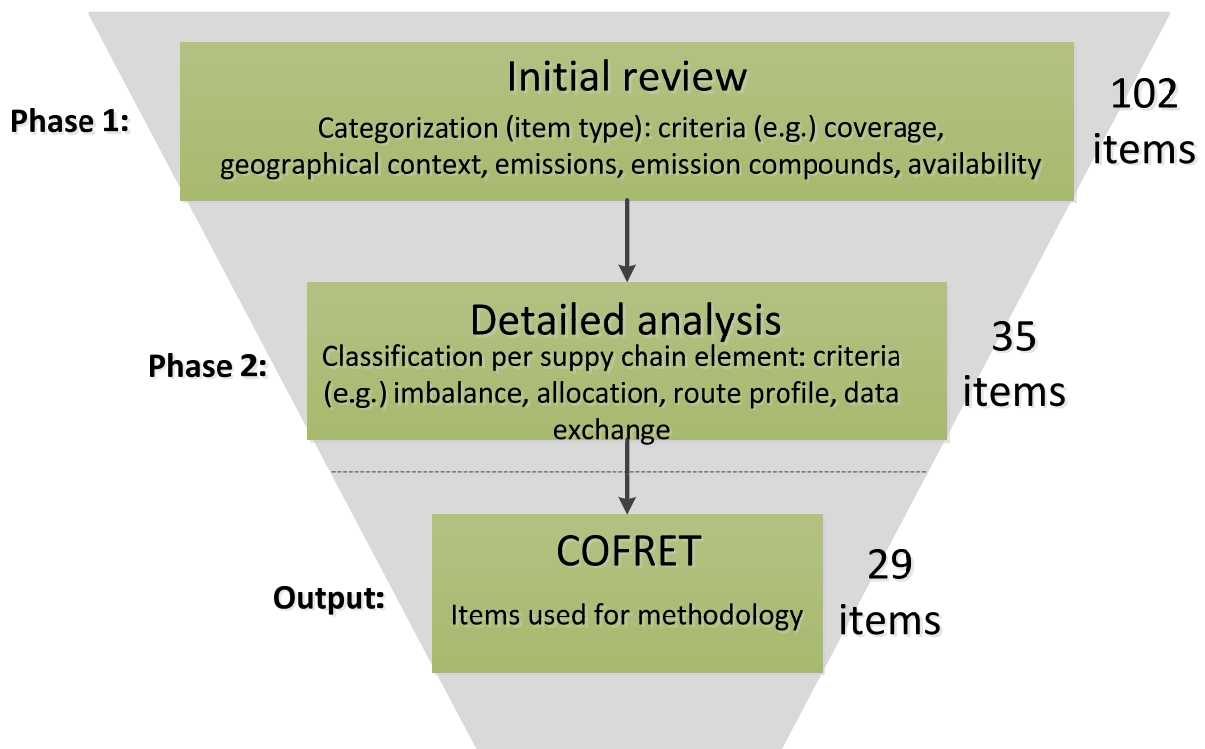 Initial review
Phase 1:
Categorization (item type): criteria (e.g.) coverage,
geographical context, emissions, emission compounds, availability
102
items
Detailed analysis
Phase 2:
Classification per suppy chain element: criteria
(e.g.) imbalance, allocation, route profile, data
exchange
35
items
COFRET
Output:
Items used for methodology
29
items